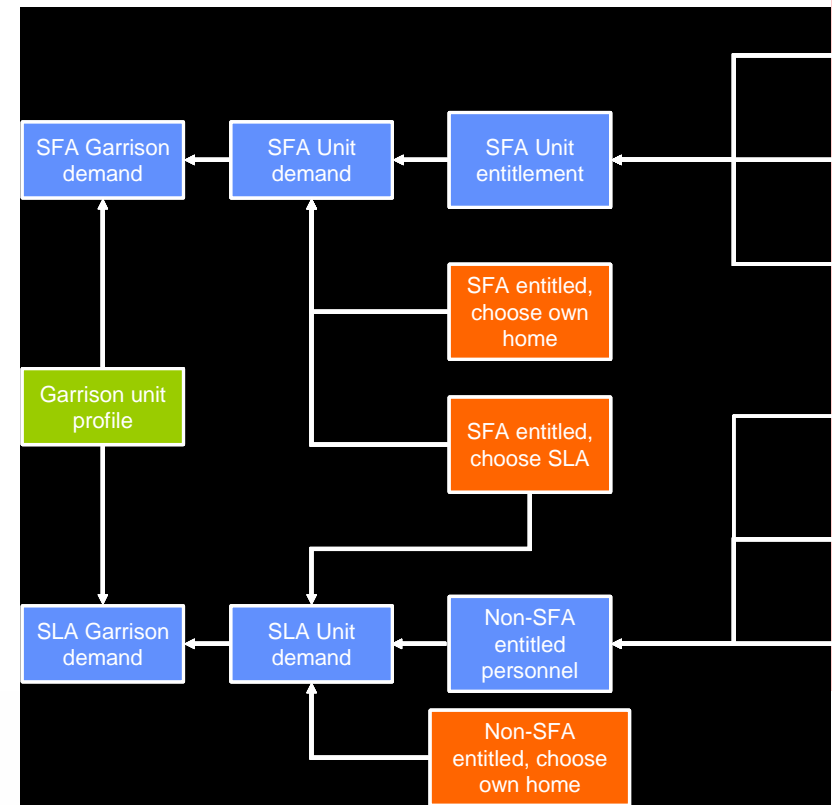 SFA Garrison
demand
SFA Unit
demand
SFA Unit
entitlement
SFA entitled,
choose own
home
Garrison unit
profile
SFA entitled,
choose SLA
SLA Garrison
demand
SLA Unit
demand
Non-SFA
entitled
personnel
Non-SFA
entitled, choose
own home